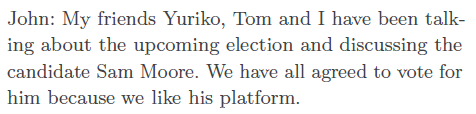 John: My friends Yuriko, Tom and I have been talk-
ing about the upcoming election and discussing the
candidate Sam Moore. We have all agreed to vote for
him because we like his platform.